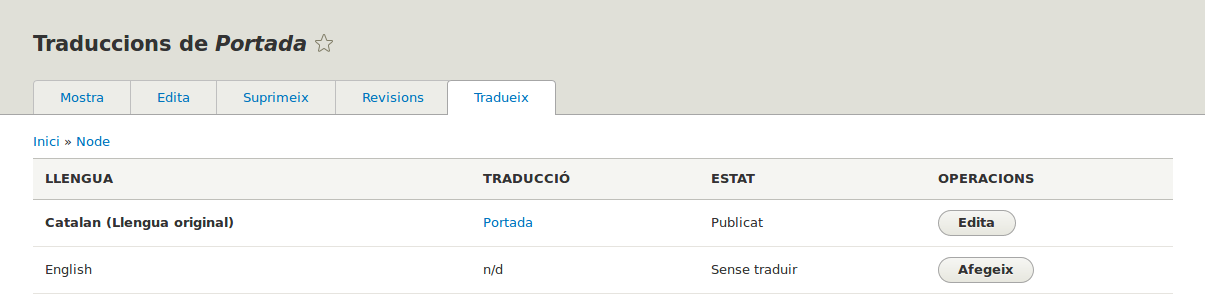 Traduccions de Portada
Mostra Edita Suprimeix Revisions Tradueix
Inici » Node
LLENGUA TRADUCCIÓ ESTAT OPERACIONS
Catalan (Llengua original) Portada Publicat Edita
English n/d Sense traduir Afegeix